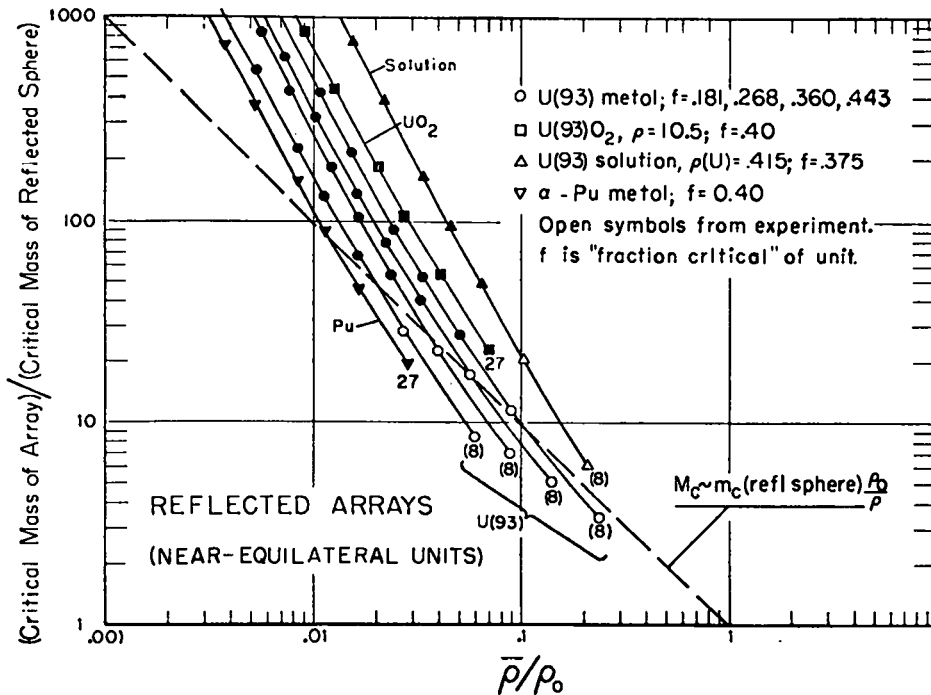 (Critical Mass of Array)/(Critical Mass of Reflected Sphere)
1000
100
10
1
.001
.01
.1
1
ρ̄/ρ₀
Solution
UO₂
Pu
27
27
(8)
(8)
(8)
(8)
(8)
U(93)
○ U(93) metol; f=.181, .268, .360, .443
■ U(93)O₂, ρ=10.5; f=.40
△ U(93) solution, ρ(U)=.415; f=.375
▼ α-Pu metol; f=0.40
Open symbols from experiment.
f is "fraction critical" of unit.
REFLECTED ARRAYS
(NEAR-EQUILATERAL UNITS)
M_C~m_c(refl sphere) ρ₀/ρ